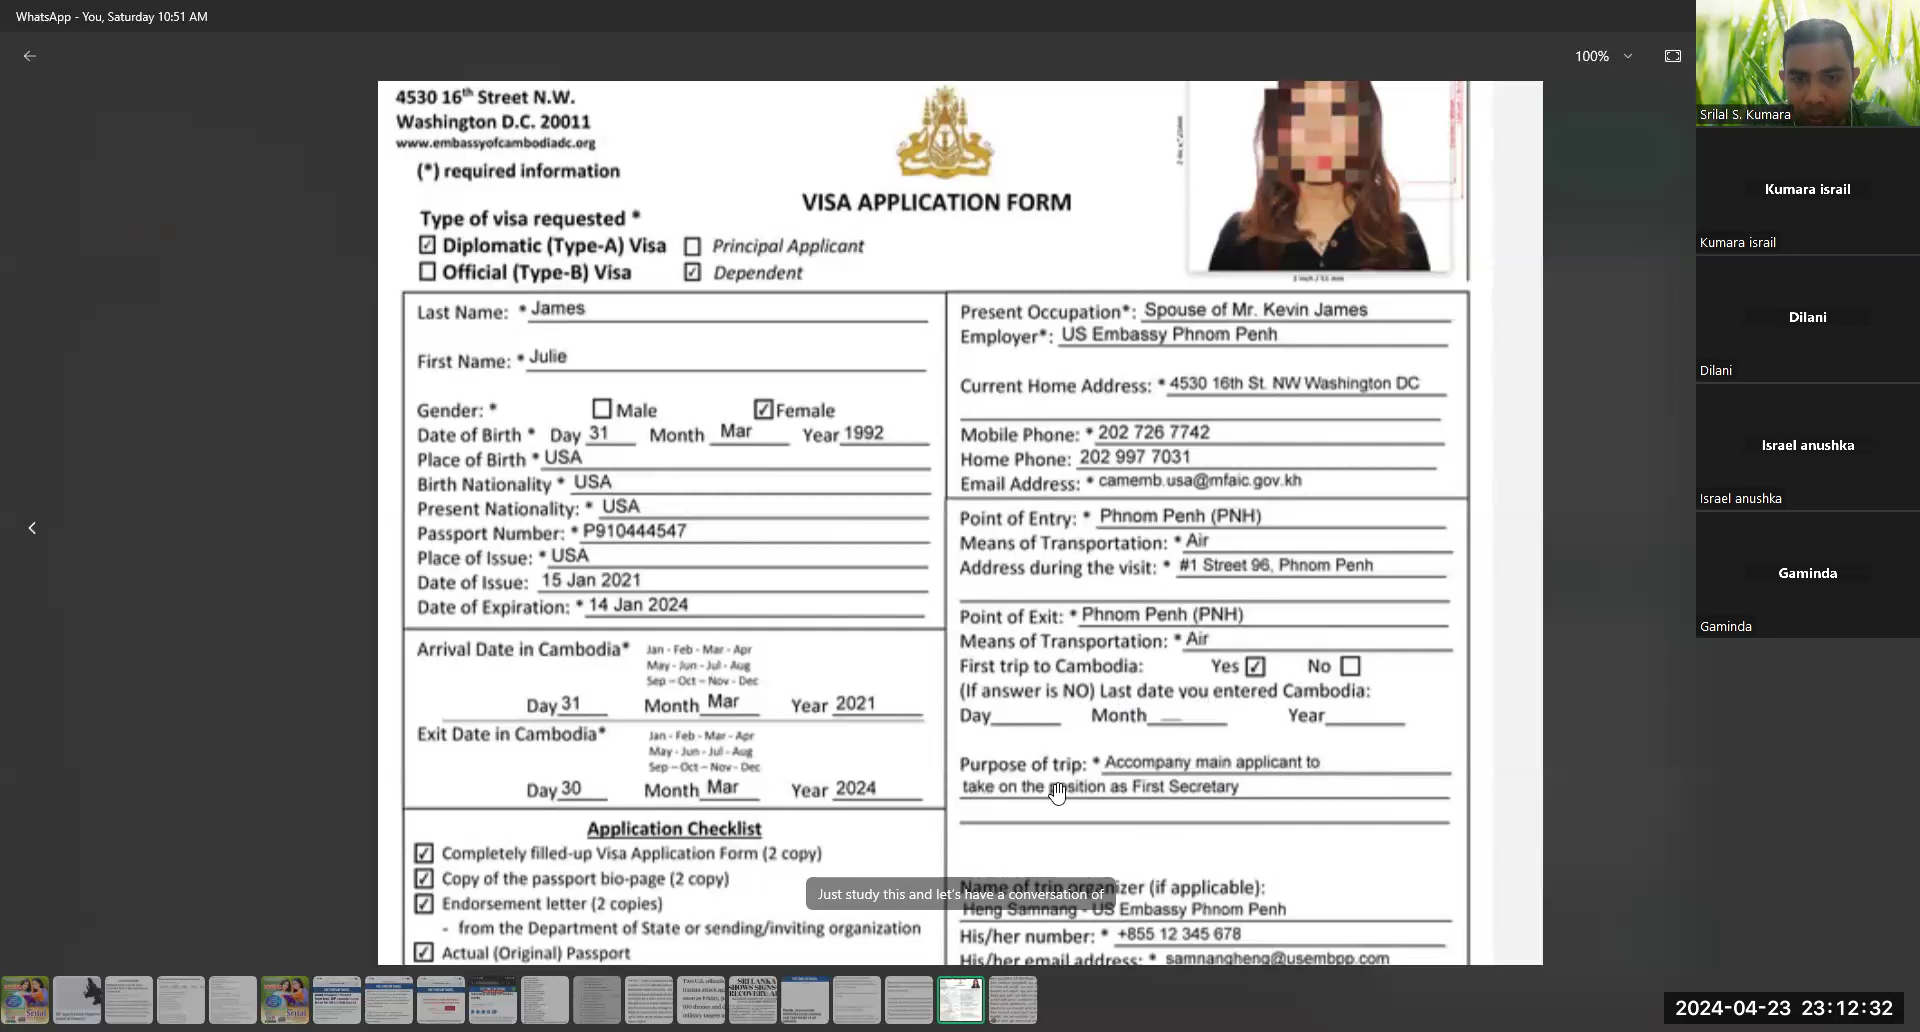 WhatsApp - You, Saturday 10:51 AM
100%
4530 16th Street N.W.
Washington D.C. 20011
www.embassyofcambodiadc.org
(*) required information
VISA APPLICATION FORM
Type of visa requested *
Diplomatic (Type-A) Visa Principal Applicant
Official (Type-B) Visa Dependent
Last Name: * James
First Name: * Julie
Gender: * Male Female
Date of Birth * Day 31 Month Mar Year 1992
Place of Birth * USA
Birth Nationality * USA
Present Nationality: * USA
Passport Number: * P910444547
Place of Issue: * USA
Date of Issue: 15 Jan 2021
Date of Expiration: * 14 Jan 2024
Arrival Date in Cambodia*
Jan - Feb - Mar - Apr
May - Jun - Jul - Aug
Sep – Oct – Nov - Dec
Day 31 Month Mar Year 2021
Exit Date in Cambodia*
Jan - Feb - Mar - Apr
May - Jun - Jul - Aug
Sep – Oct – Nov - Dec
Day 30 Month Mar Year 2024
Application Checklist
Completely filled-up Visa Application Form (2 copy)
Copy of the passport bio-page (2 copy)
Endorsement letter (2 copies)
- from the Department of State or sending/inviting organization
Actual (Original) Passport
Present Occupation*: Spouse of Mr. Kevin James
Employer*: US Embassy Phnom Penh
Current Home Address: * 4530 16th St. NW Washington DC
Mobile Phone: * 202 726 7742
Home Phone: 202 997 7031
Email Address: * camemb.usa@mfaic.gov.kh
Point of Entry: * Phnom Penh (PNH)
Means of Transportation: * Air
Address during the visit: * #1 Street 96, Phnom Penh
Point of Exit: * Phnom Penh (PNH)
Means of Transportation: * Air
First trip to Cambodia: Yes No
(If answer is NO) Last date you entered Cambodia:
Day Month Year
Purpose of trip: * Accompany main applicant to
take on the position as First Secretary
Name of trip organizer (if applicable):
Heng Samnang - US Embassy Phnom Penh
His/her number: * +855 12 345 678
His/her email address: * samnangheng@usembpp.com
Just study this and let's have a conversation of
Srilal S. Kumara
Kumara israil
Kumara israil
Dilani
Dilani
Israel anushka
Israel anushka
Gaminda
Gaminda
2024-04-23 23:12:32